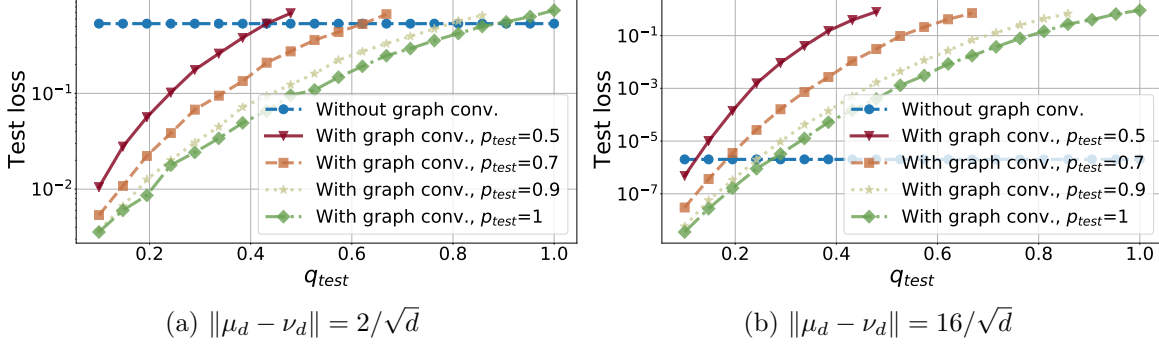 Test loss
10⁻¹
10⁻²
Without graph conv.
With graph conv., p_test=0.5
With graph conv., p_test=0.7
With graph conv., p_test=0.9
With graph conv., p_test=1
0.2 0.4 0.6 0.8 1.0
q_test
(a) ‖μ_d − ν_d‖ = 2/√d
Test loss
10⁻¹
10⁻³
10⁻⁵
10⁻⁷
Without graph conv.
With graph conv., p_test=0.5
With graph conv., p_test=0.7
With graph conv., p_test=0.9
With graph conv., p_test=1
0.2 0.4 0.6 0.8 1.0
q_test
(b) ‖μ_d − ν_d‖ = 16/√d